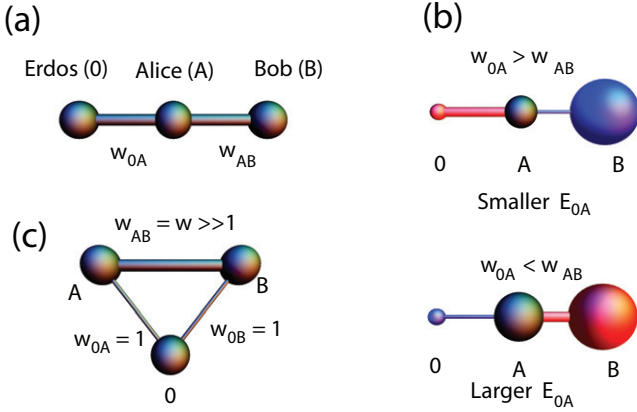 (a)
Erdos (0) Alice (A) Bob (B)
w0A wAB
(b)
w0A > wAB
0 A B
Smaller E0A
w0A < wAB
0 A B
Larger E0A
(c)
wAB = w >>1
A B
w0A = 1 w0B = 1
0